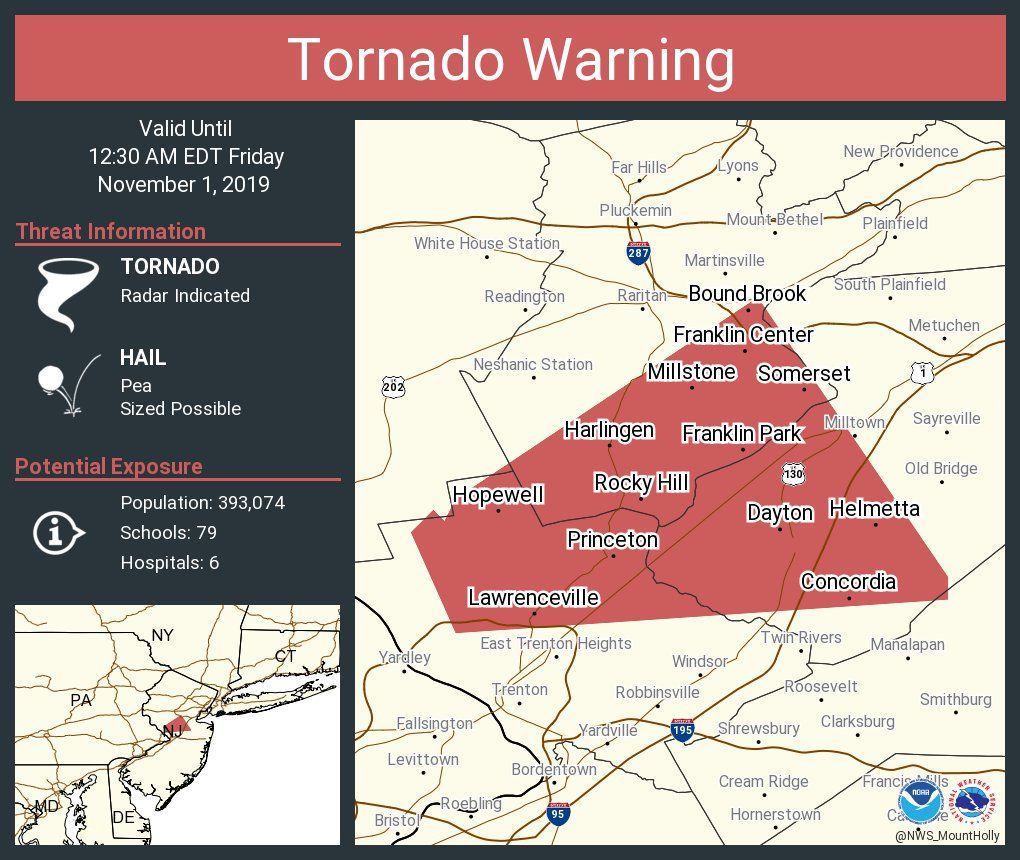 Tornado Warning
Valid Until
12:30 AM EDT Friday
November 1, 2019
Threat Information
TORNADO
Radar Indicated
HAIL
Pea
Sized Possible
Potential Exposure
Population: 393,074
Schools: 79
Hospitals: 6
NY
CT
PA
NJ
MD
DE
New Providence
Far Hills
Lyons
Pluckemin
Mount Bethel
Plainfield
White House Station
287
Martinsville
South Plainfield
Readington
Raritan
Bound Brook
Metuchen
Franklin Center
Neshanic Station
Millstone
Somerset
1
202
Milltown
Sayreville
Harlingen
Franklin Park
Old Bridge
130
Rocky Hill
Hopewell
Dayton
Helmetta
Princeton
Concordia
Lawrenceville
East Trenton Heights
Twin Rivers
Manalapan
Yardley
Windsor
Trenton
Robbinsville
Roosevelt
Smithburg
Fallsington
Yardville
195
Shrewsbury
Clarksburg
Levittown
Bordentown
Cream Ridge
Francis Mills
Roebling
95
Hornerstown
Bristol
NOAA
NATIONAL WEATHER SERVICE
@NWS_MountHolly